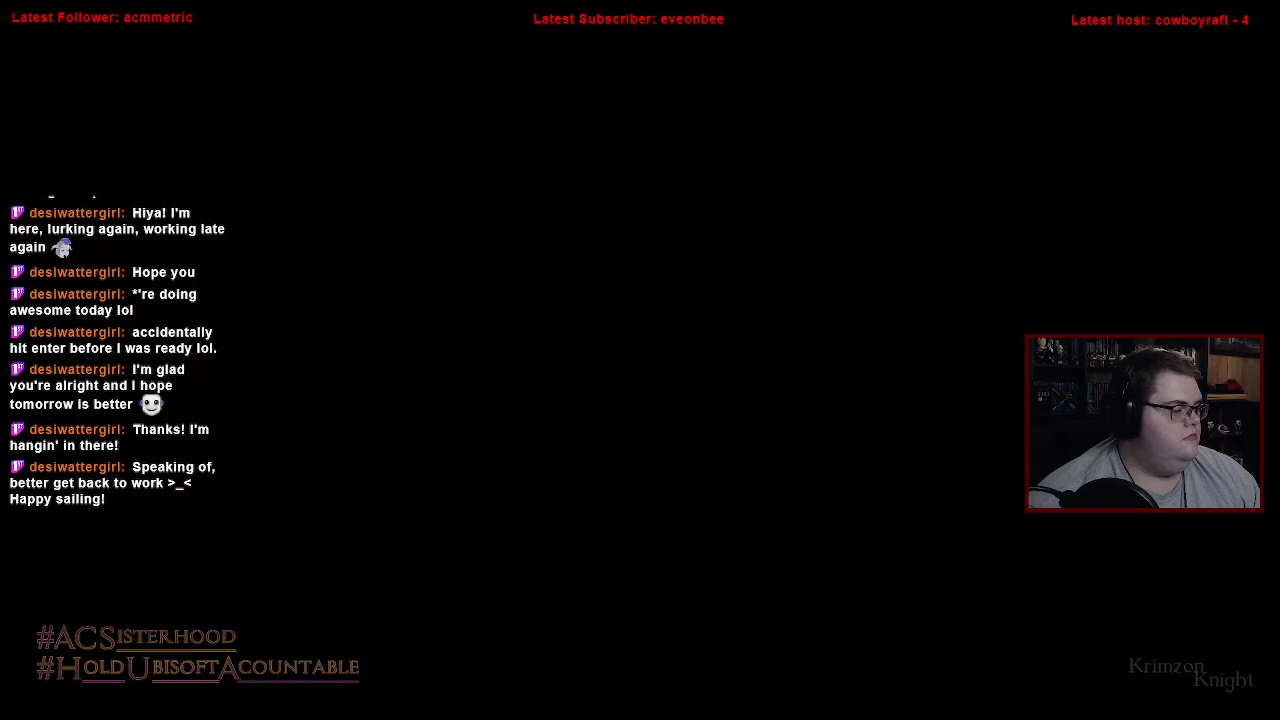 Latest Follower: acmmetric
Latest Subscriber: eveonbee
Latest host: cowboyrafl - 4
desiwattergirl: Hiya! I'm
here, lurking again, working late
again
desiwattergirl: Hope you
desiwattergirl: *'re doing
awesome today lol
desiwattergirl: accidentally
hit enter before I was ready lol.
desiwattergirl: I'm glad
you're alright and I hope
tomorrow is better
desiwattergirl: Thanks! I'm
hangin' in there!
desiwattergirl: Speaking of,
better get back to work >_<
Happy sailing!
#ACSisterhood
#HoldUbisoftAcountable
Krimzon
Knight